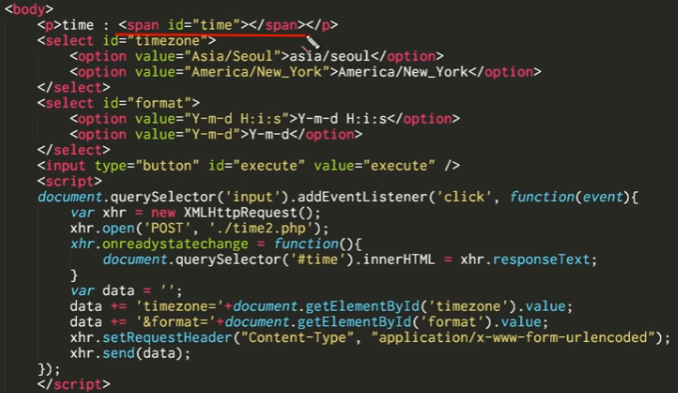 <body>
<p>time : <span id="time"></span></p>
<select id="timezone">
<option value="Asia/Seoul">asia/seoul</option>
<option value="America/New_York">America/New_York</option>
</select>
<select id="format">
<option value="Y-m-d H:i:s">Y-m-d H:i:s</option>
<option value="Y-m-d">Y-m-d</option>
</select>
<input type="button" id="execute" value="execute" />
<script>
document.querySelector('input').addEventListener('click', function(event){
var xhr = new XMLHttpRequest();
xhr.open('POST', './time2.php');
xhr.onreadystatechange = function(){
document.querySelector('#time').innerHTML = xhr.responseText;
}
var data = '';
data += 'timezone='+document.getElementById('timezone').value;
data += '&format='+document.getElementById('format').value;
xhr.setRequestHeader("Content-Type", "application/x-www-form-urlencoded");
xhr.send(data);
});
</script>